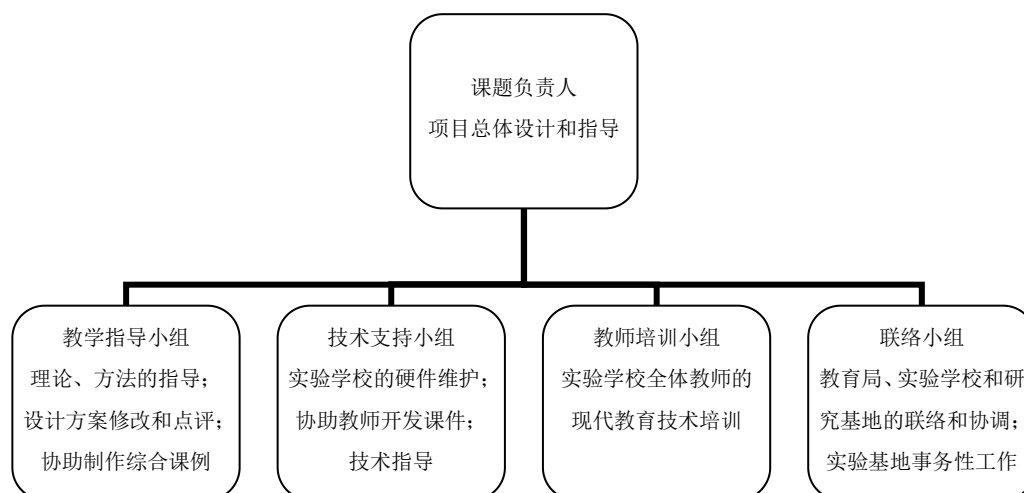 课题负责人
项目总体设计和指导
教学指导小组
理论、方法的指导；
设计方案修改和点评；
协助制作综合课例
技术支持小组
实验学校的硬件维护；
协助教师开发课件；
技术指导
教师培训小组
实验学校全体教师的
现代教育技术培训
联络小组
教育局、实验学校和研
究基地的联络和协调；
实验基地事务性工作